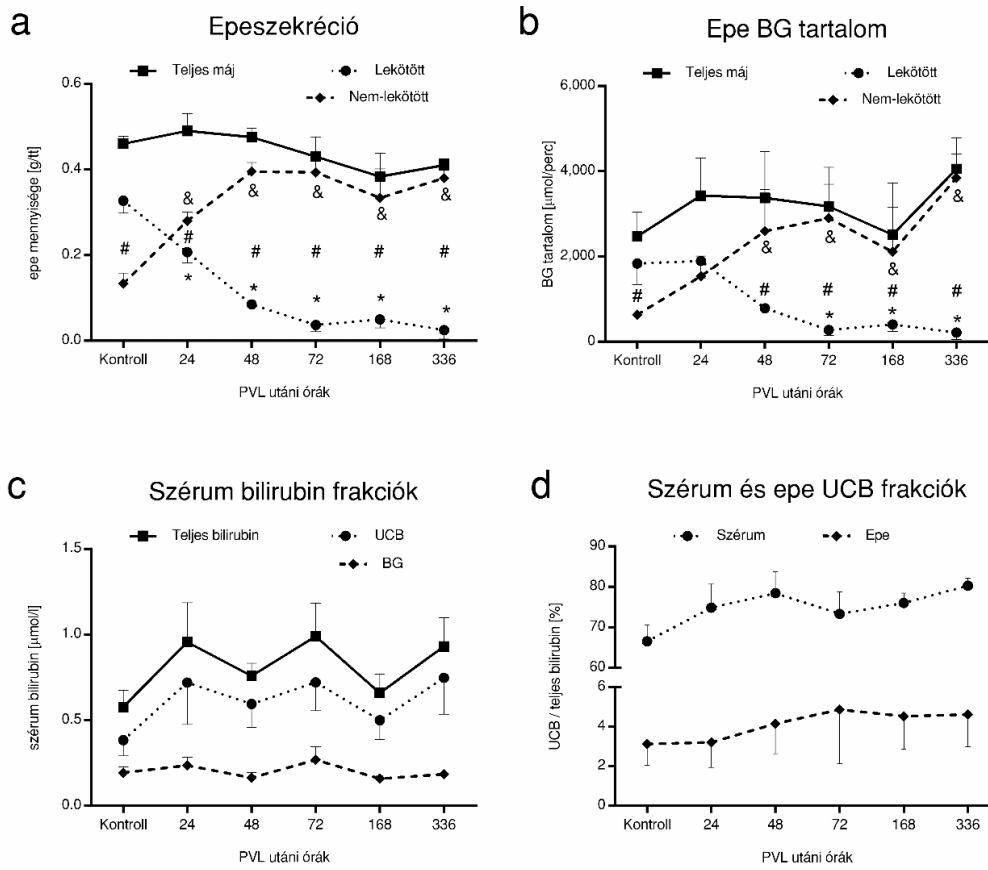 a
Epeszekréció
Teljes máj
Lekötött
Nem-lekötött
epe mennyisége [g/tt]
0.6
0.4
0.2
0.0
&
&
&
&
&
#
#
#
#
#
#
*
*
*
*
*
Kontroll 24 48 72 168 336
PVL utáni órák
b
Epe BG tartalom
Teljes máj
Lekötött
Nem-lekötött
BG tartalom [μmol/perc]
6,000
4,000
2,000
0
&
&
&
&
#
#
#
#
#
*
*
*
Kontroll 24 48 72 168 336
PVL utáni órák
c
Szérum bilirubin frakciók
Teljes bilirubin
UCB
BG
szérum bilirubin [μmol/l]
1.5
1.0
0.5
0.0
Kontroll 24 48 72 168 336
PVL utáni órák
d
Szérum és epe UCB frakciók
Szérum
Epe
UCB / teljes bilirubin [%]
90
80
70
60
6
4
2
0
Kontroll 24 48 72 168 336
PVL utáni órák